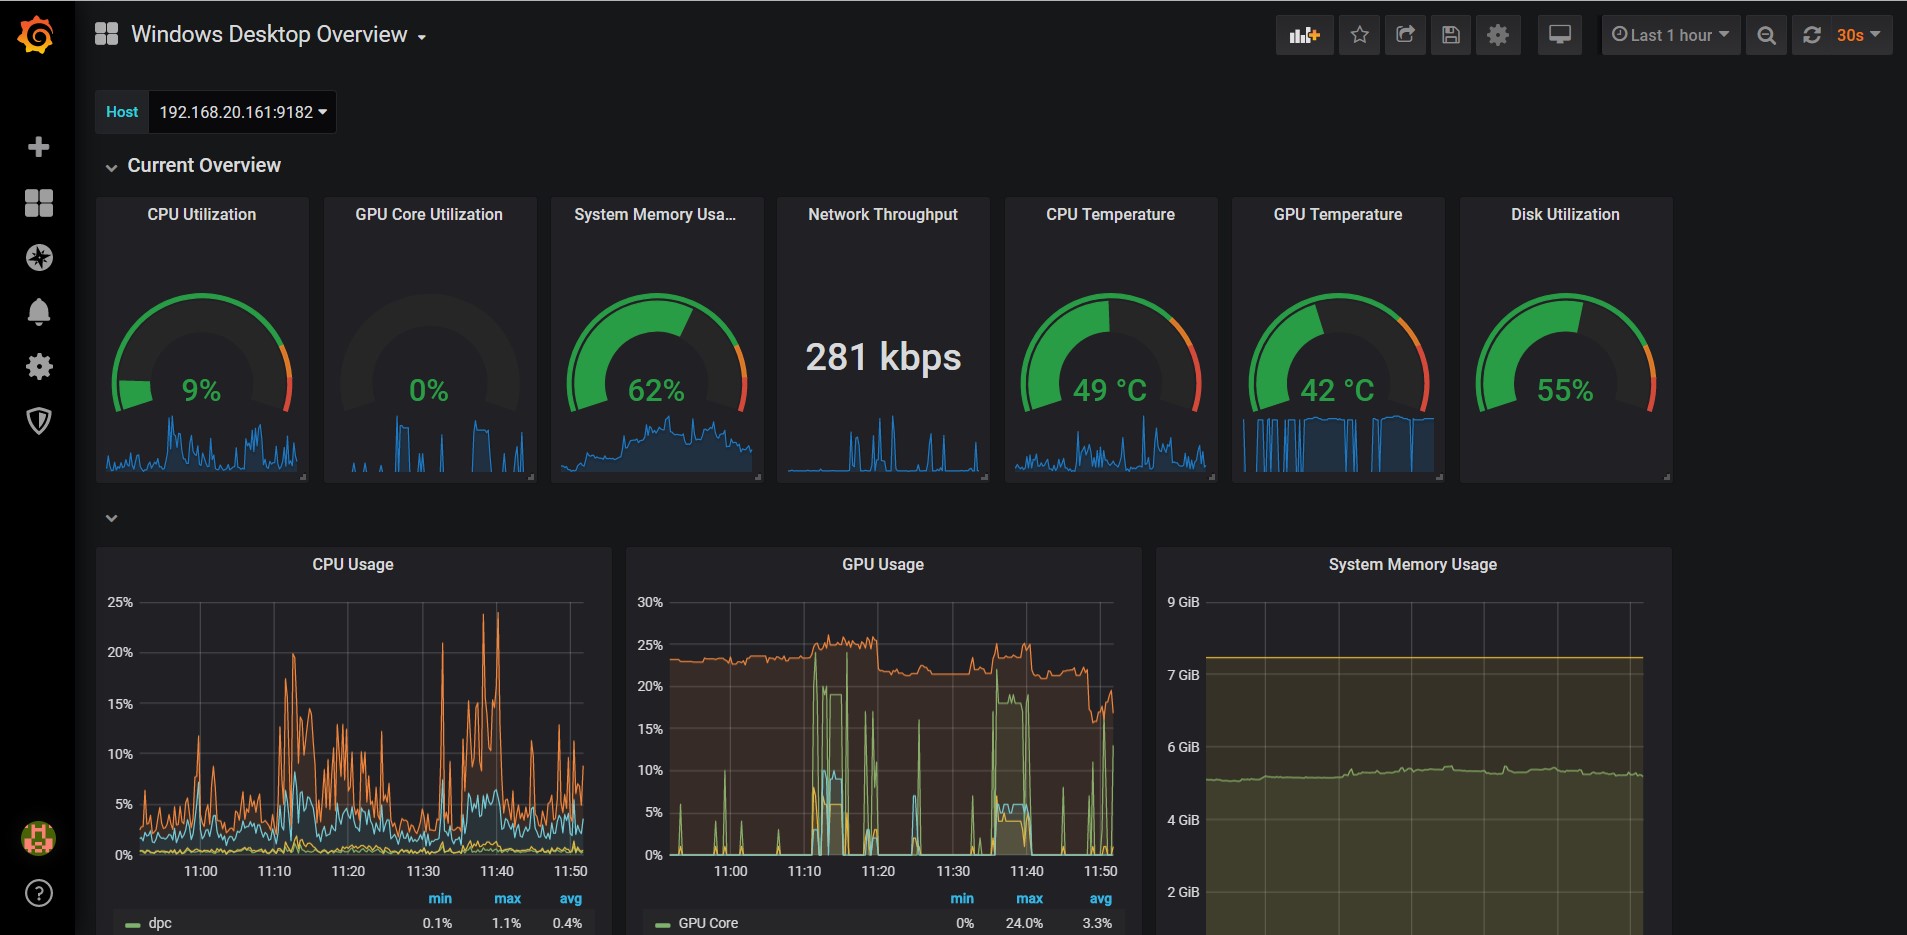 Windows Desktop Overview
Last 1 hour
30s
Host 192.168.20.161:9182
Current Overview
CPU Utilization
9%
GPU Core Utilization
0%
System Memory Usa...
62%
Network Throughput
281 kbps
CPU Temperature
49 °C
GPU Temperature
42 °C
Disk Utilization
55%
CPU Usage
25%
20%
15%
10%
5%
0%
11:00 11:10 11:20 11:30 11:40 11:50
min max avg
dpc 0.1% 1.1% 0.4%
GPU Usage
30%
25%
20%
15%
10%
5%
0%
11:00 11:10 11:20 11:30 11:40 11:50
min max avg
GPU Core 0% 24.0% 3.3%
System Memory Usage
9 GiB
7 GiB
6 GiB
4 GiB
2 GiB